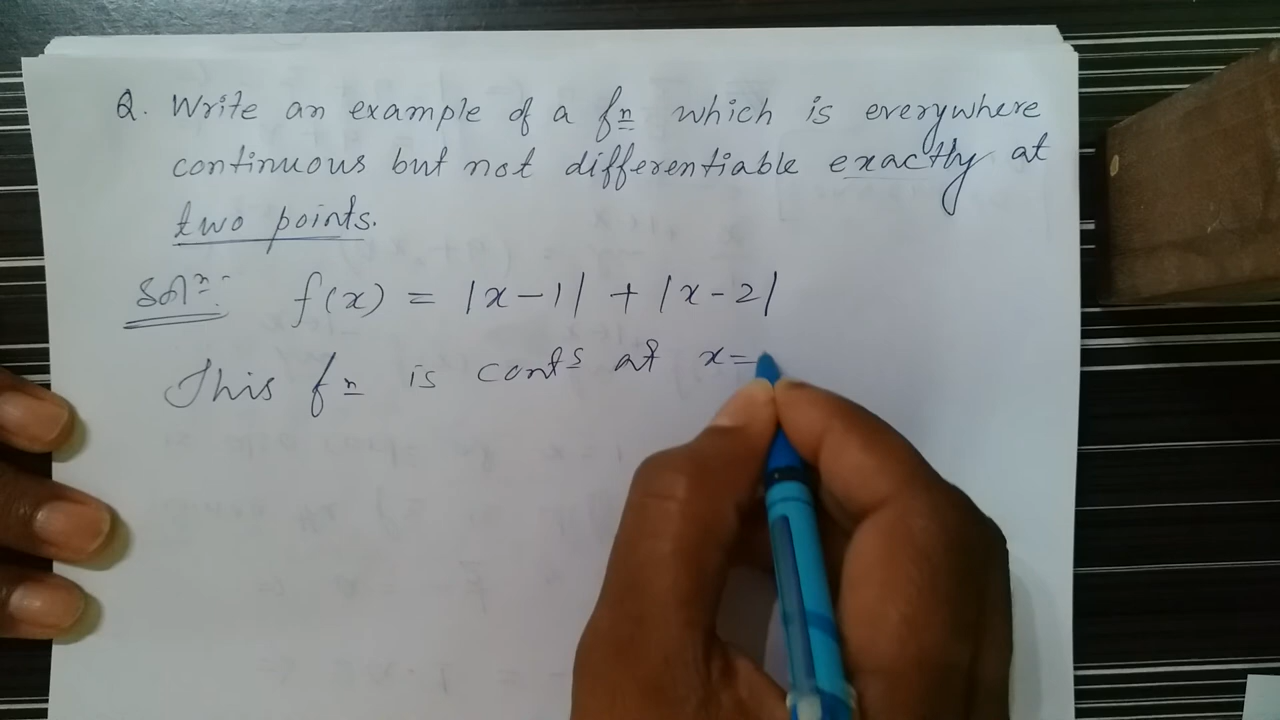 Q. Write an example of a fn which is everywhere
continuous but not differentiable exactly at
two points.
Solⁿ: f(x) = |x-1| + |x-2|
This fn is contˢ at x=